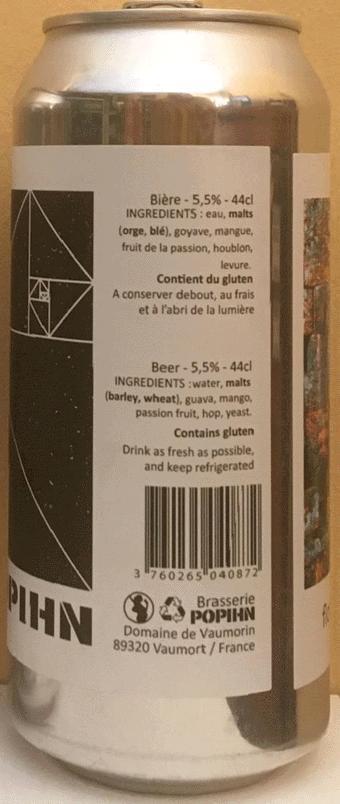 Bière - 5,5% - 44cl
INGREDIENTS : eau, malts
(orge, blé), goyave, mangue,
fruit de la passion, houblon,
levure.
Contient du gluten
A conserver debout, au frais
et à l'abri de la lumière
Beer - 5,5% - 44cl
INGREDIENTS :water, malts
(barley, wheat), guava, mango,
passion fruit, hop, yeast.
Contains gluten
Drink as fresh as possible,
and keep refrigerated
3 760265 040872
Brasserie
POPIHN
Domaine de Vaumorin
89320 Vaumort / France
PIHN